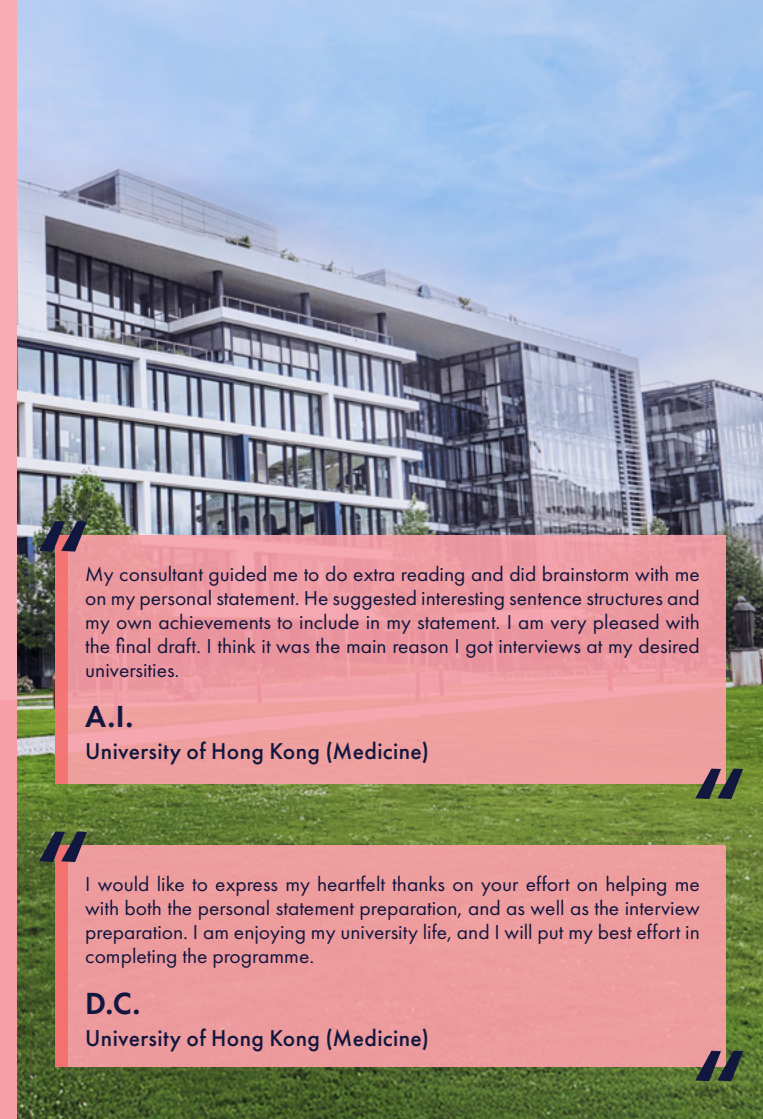 My consultant guided me to do extra reading and did brainstorm with me
on my personal statement. He suggested interesting sentence structures and
my own achievements to include in my statement. I am very pleased with
the final draft. I think it was the main reason I got interviews at my desired
universities.
A.I.
University of Hong Kong (Medicine)
I would like to express my heartfelt thanks on your effort on helping me
with both the personal statement preparation, and as well as the interview
preparation. I am enjoying my university life, and I will put my best effort in
completing the programme.
D.C.
University of Hong Kong (Medicine)